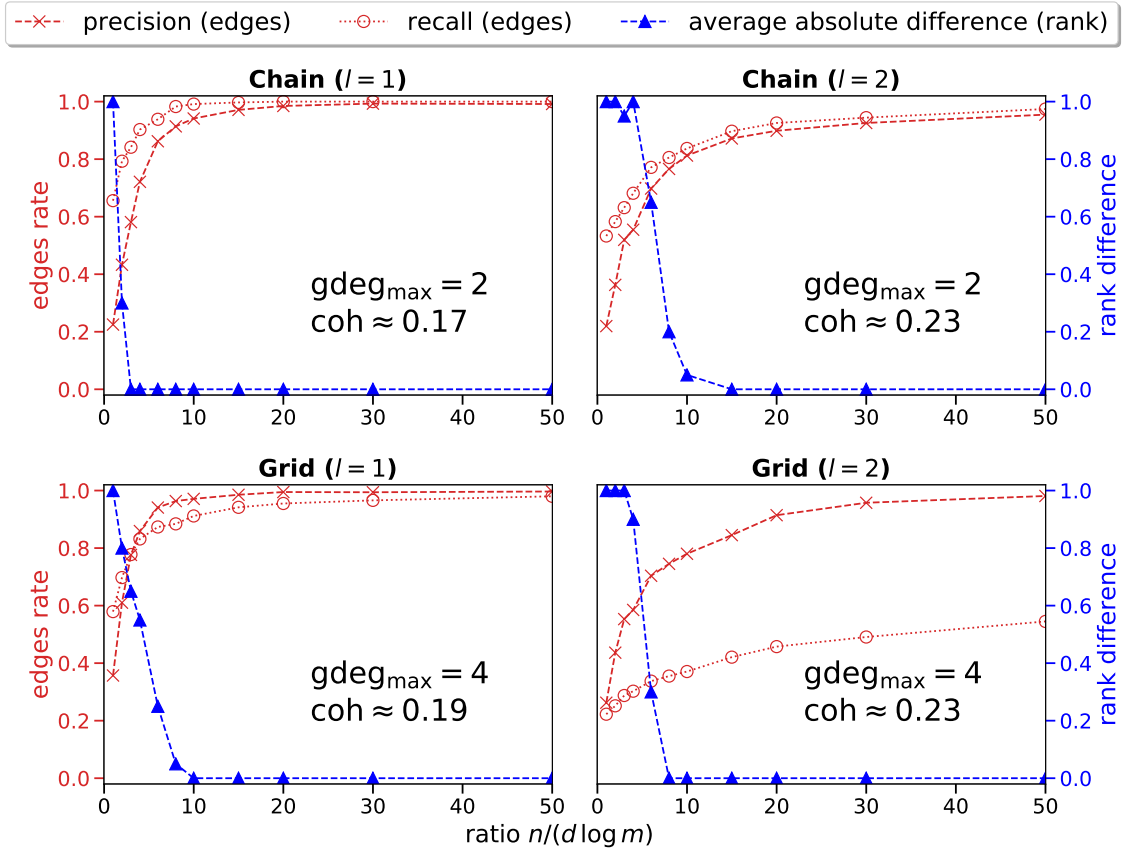 precision (edges) recall (edges) average absolute difference (rank)
Chain (l = 1)
Chain (l = 2)
edges rate
1.0
0.8
0.6
0.4
0.2
0.0
gdeg_max = 2
coh ≈ 0.17
0 10 20 30 40 50
gdeg_max = 2
coh ≈ 0.23
0 10 20 30 40 50
1.0
0.8
0.6
0.4
0.2
0.0
rank difference
Grid (l = 1)
Grid (l = 2)
edges rate
1.0
0.8
0.6
0.4
0.2
0.0
gdeg_max = 4
coh ≈ 0.19
0 10 20 30 40 50
gdeg_max = 4
coh ≈ 0.23
0 10 20 30 40 50
1.0
0.8
0.6
0.4
0.2
0.0
rank difference
ratio n/(d log m)